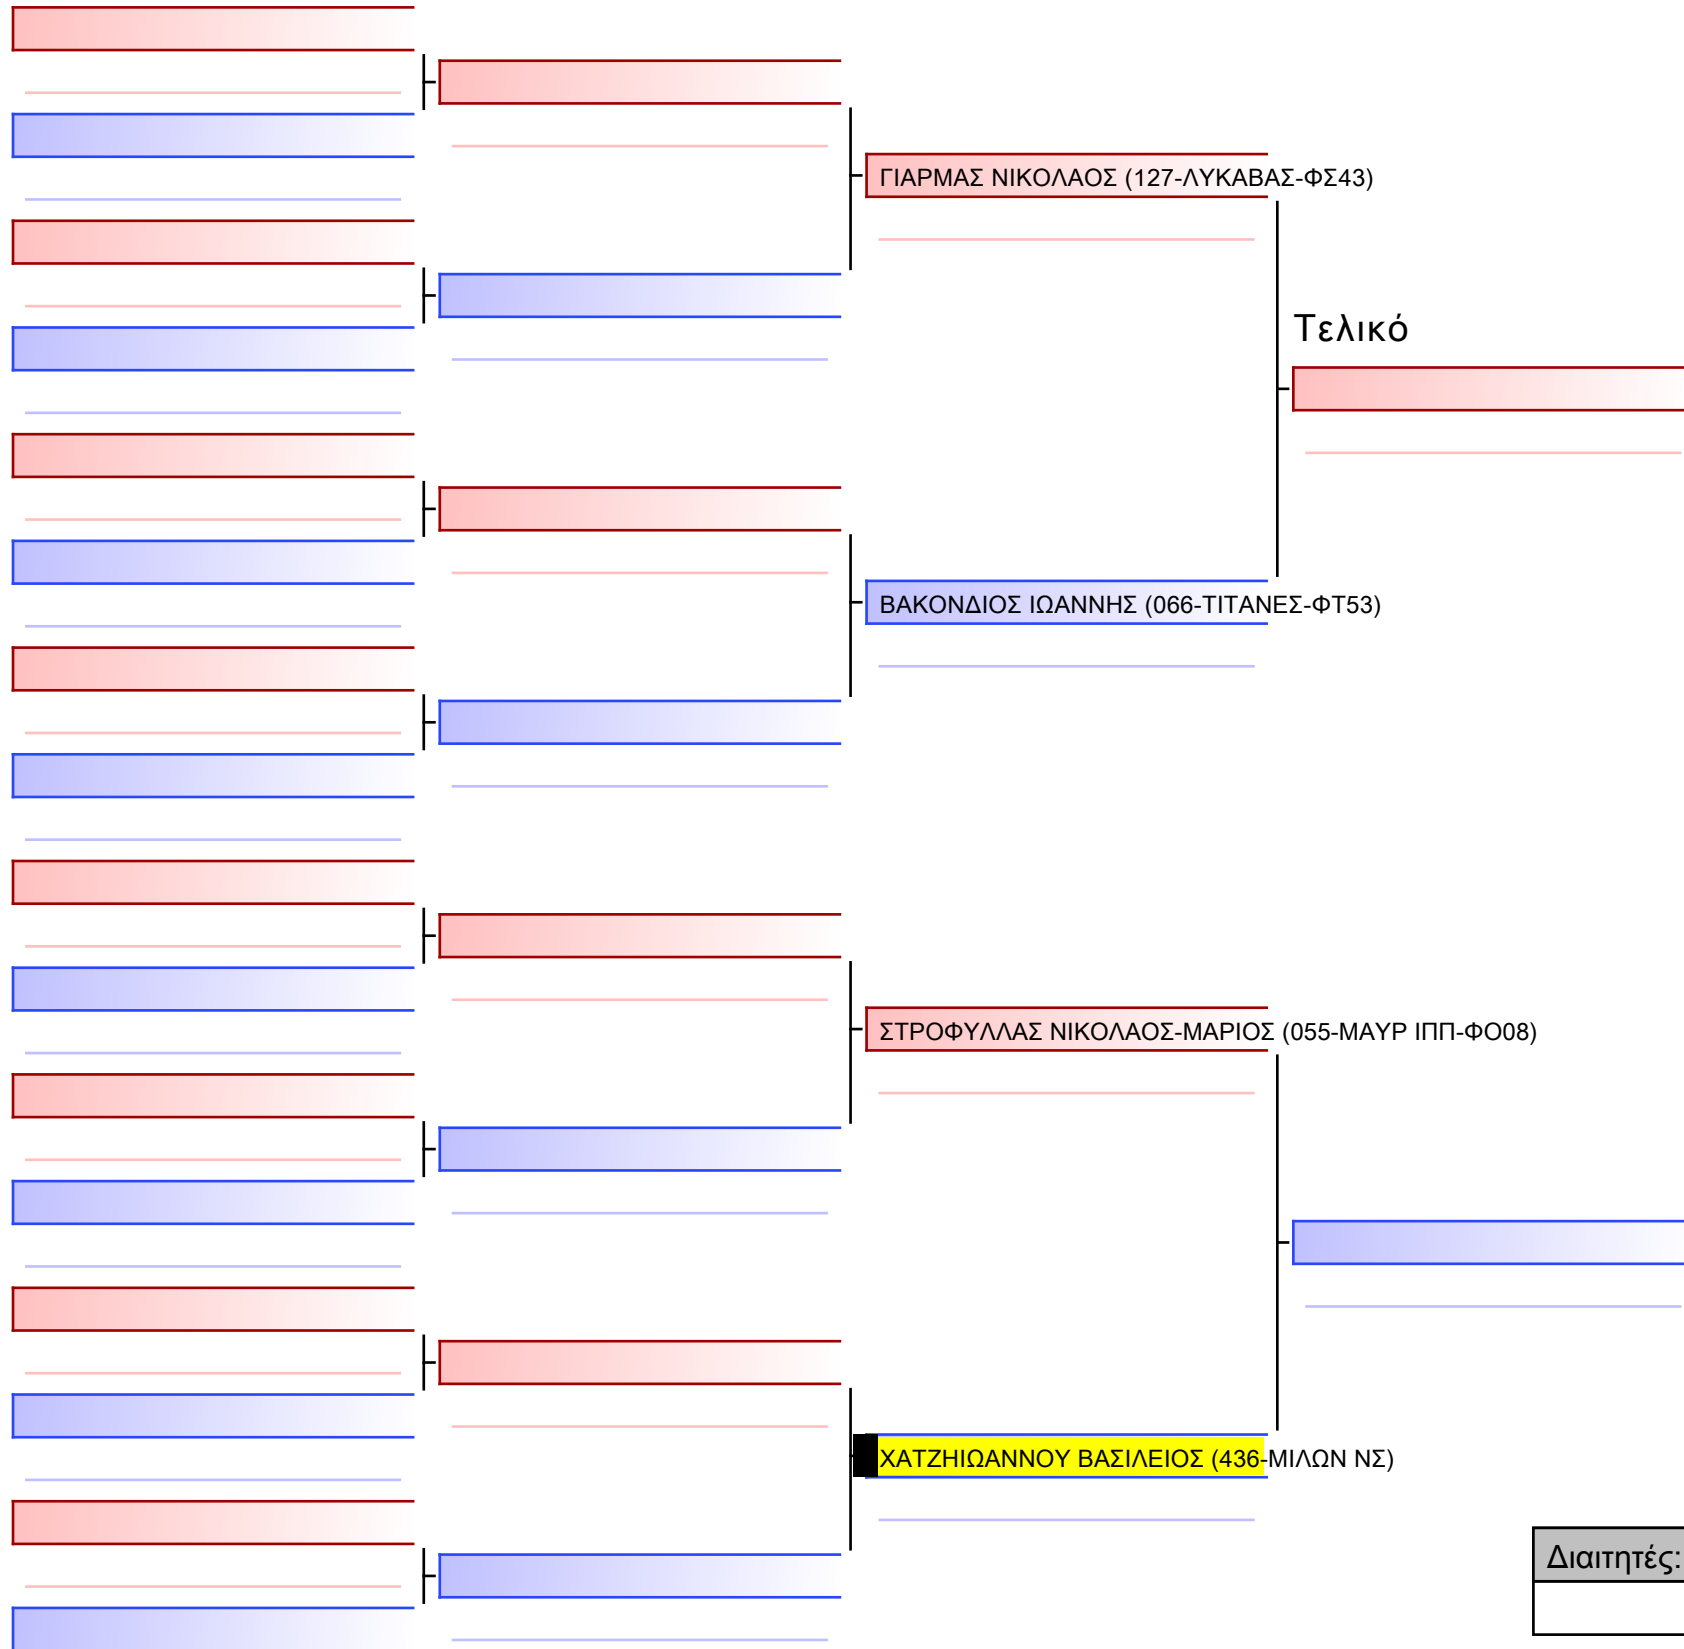 ΓΙΑΡΜΑΣ ΝΙΚΟΛΑΟΣ (127-ΛΥΚΑΒΑΣ-ΦΣ43)
Τελικό
ΒΑΚΟΝΔΙΟΣ ΙΩΑΝΝΗΣ (066-ΤΙΤΑΝΕΣ-ΦΤ53)
ΣΤΡΟΦΥΛΛΑΣ ΝΙΚΟΛΑΟΣ-ΜΑΡΙΟΣ (055-ΜΑΥΡ ΙΠΠ-ΦΟ08)
ΧΑΤΖΗΙΩΑΝΝΟΥ ΒΑΣΙΛΕΙΟΣ (436-ΜΙΛΩΝ ΝΣ)
Διαιτητές: